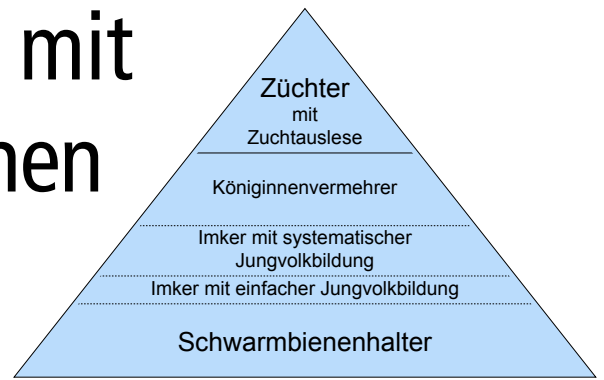 mit
nen
Züchter
mit
Zuchtauslese
Königinnenvermehrer
Imker mit systematischer
Jungvolkbildung
Imker mit einfacher Jungvolkbildung
Schwarmbienenhalter